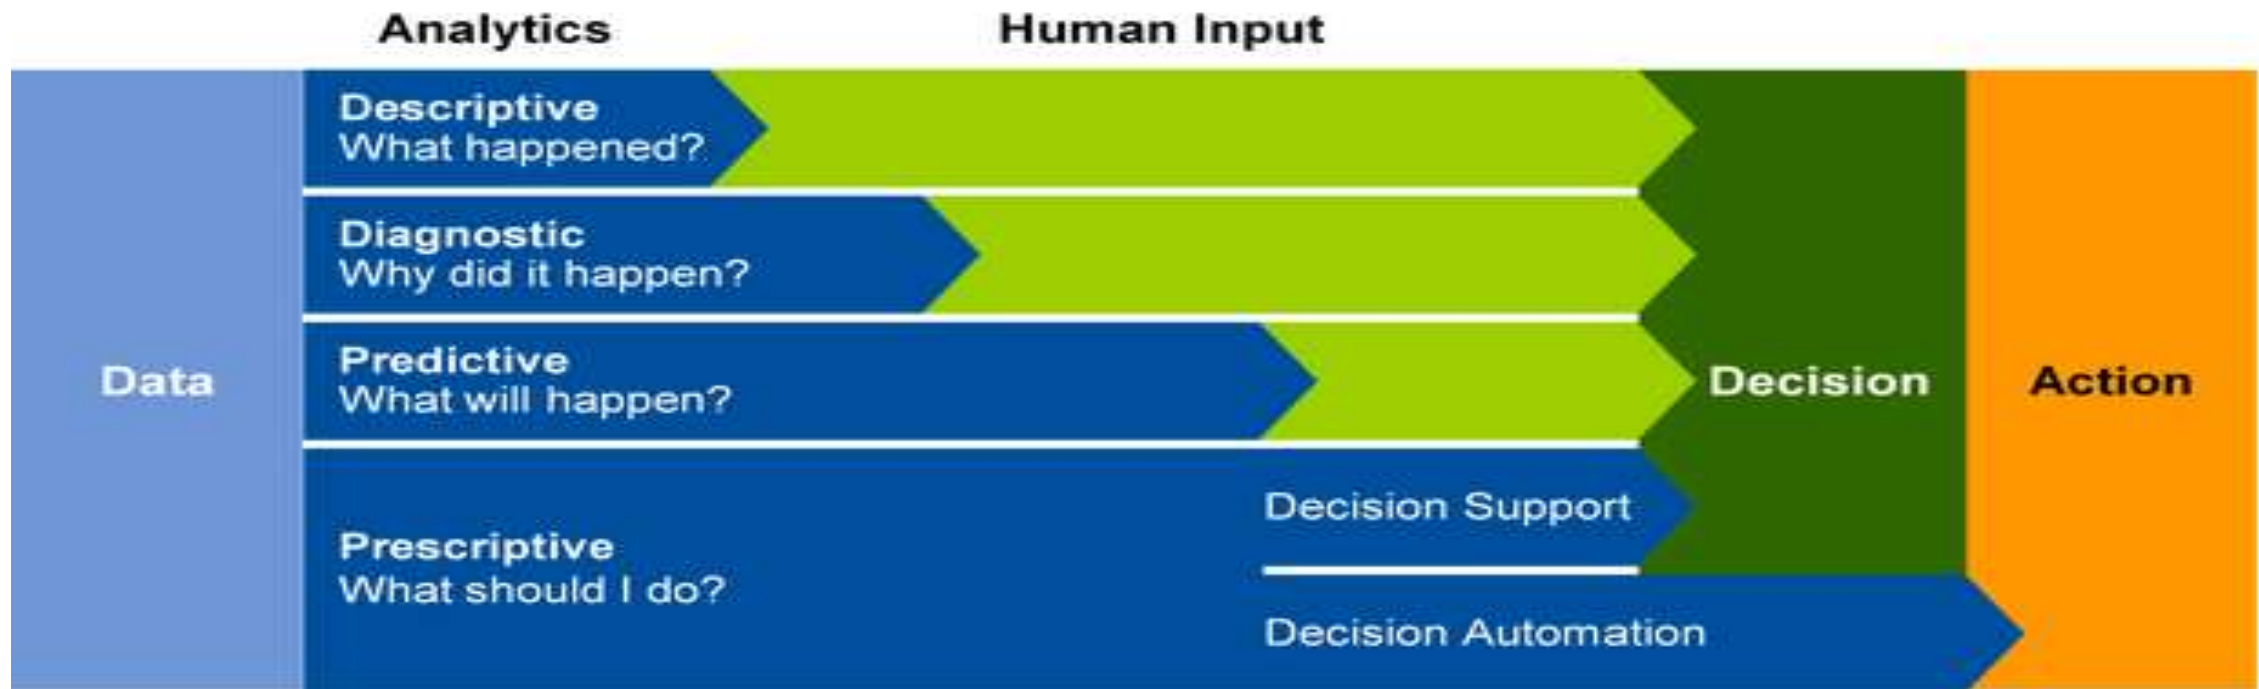 Analytics
Human Input
Descriptive
What happened?
Diagnostic
Why did it happen?
Predictive
What will happen?
Data
Decision
Action
Decision Support
Prescriptive
What should I do?
Decision Automation